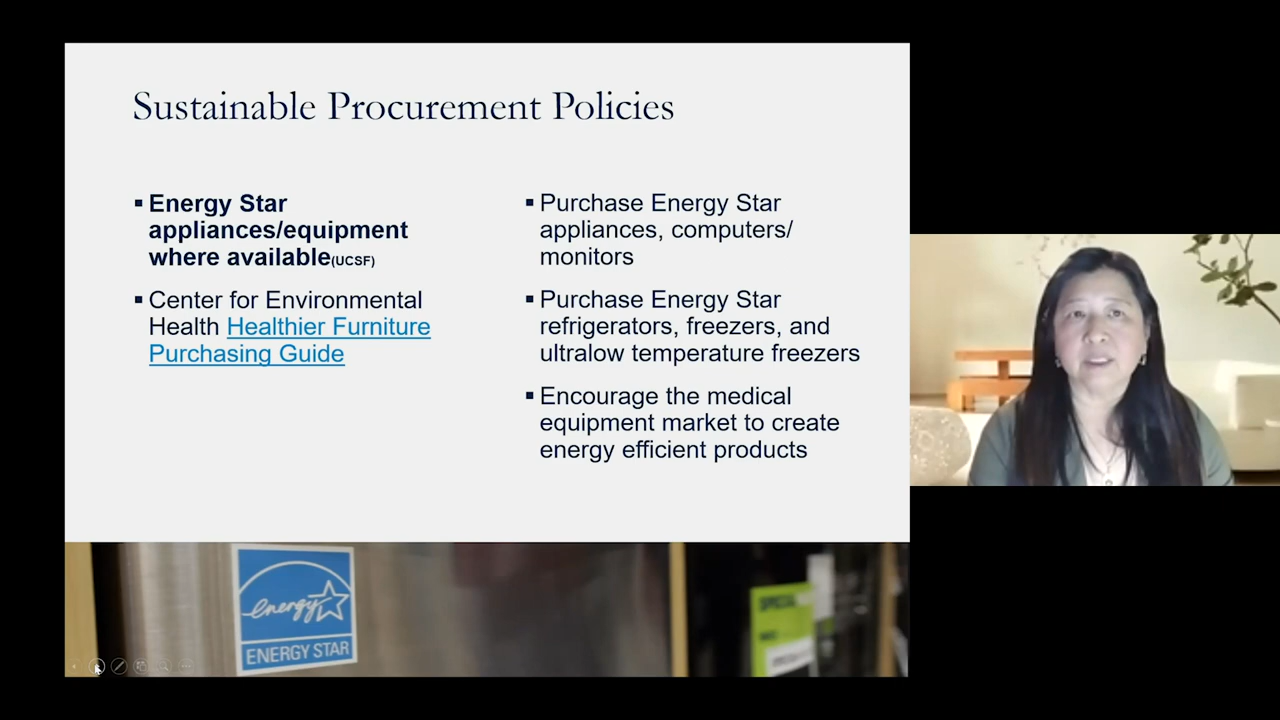 Sustainable Procurement Policies
▪ Energy Star
appliances/equipment
where available(UCSF)
▪ Center for Environmental
Health Healthier Furniture
Purchasing Guide
▪ Purchase Energy Star
appliances, computers/
monitors
▪ Purchase Energy Star
refrigerators, freezers, and
ultralow temperature freezers
▪ Encourage the medical
equipment market to create
energy efficient products
energy
ENERGY STAR
SPECIAL